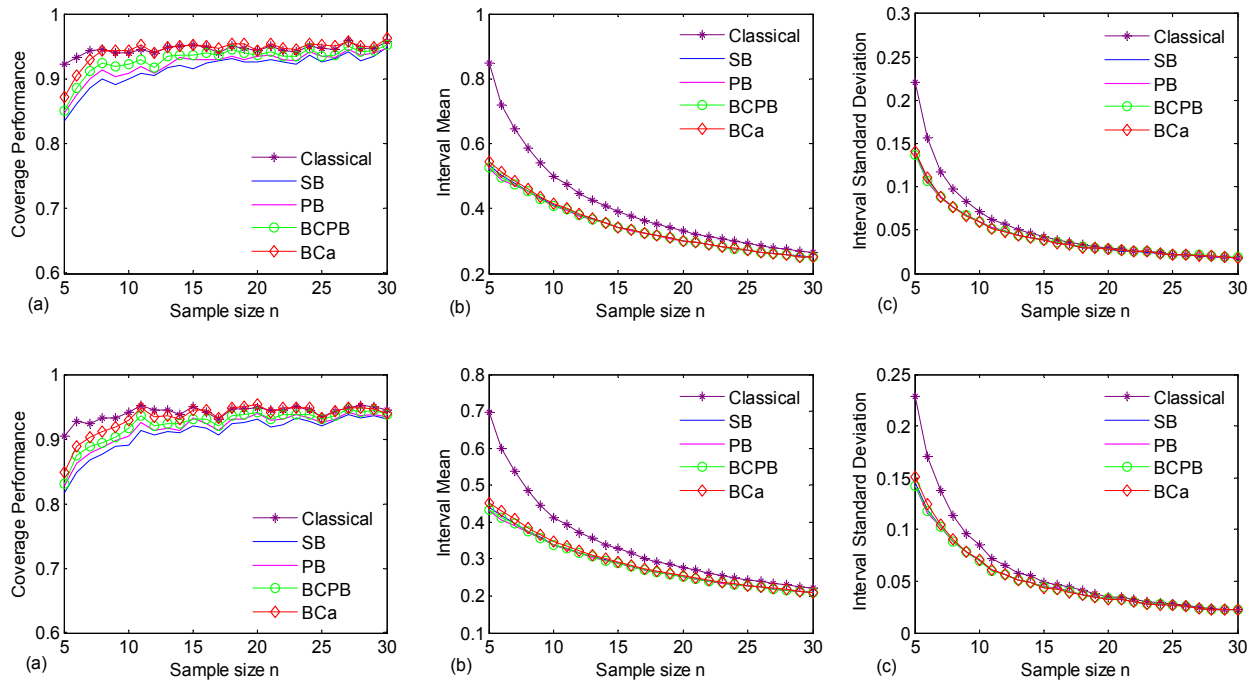 1
0.9
0.8
0.7
0.6
Coverage Performance
5 10 15 20 25 30
Sample size n
(a)
Classical
SB
PB
BCPB
BCa
1
0.8
0.6
0.4
0.2
Interval Mean
5 10 15 20 25 30
Sample size n
(b)
Classical
SB
PB
BCPB
BCa
0.25
0.2
0.15
0.1
0.05
0
Interval Standard Deviation
5 10 15 20 25 30
Sample size n
(c)
Classical
SB
PB
BCPB
BCa
1
0.9
0.8
0.7
0.6
Coverage Performance
5 10 15 20 25 30
Sample size n
(a)
Classical
SB
PB
BCPB
BCa
0.8
0.7
0.6
0.5
0.4
0.3
0.2
0.1
Interval Mean
5 10 15 20 25 30
Sample size n
(b)
Classical
SB
PB
BCPB
BCa
0.25
0.2
0.15
0.1
0.05
0
Interval Standard Deviation
5 10 15 20 25 30
Sample size n
(c)
Classical
SB
PB
BCPB
BCa